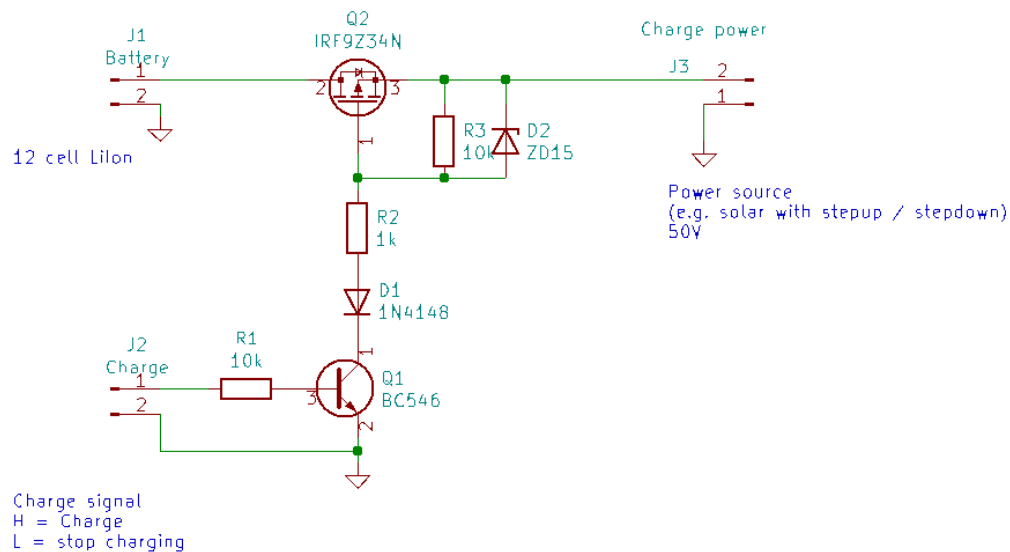 Q2
IRF9Z34N
Charge power
J1
Battery
1
2
2
3
1
J3
2
1
12 cell LiIon
R3
10k
D2
ZD15
Power source
(e.g. solar with stepup / stepdown)
50V
R2
1k
D1
1N4148
J2
Charge
1
2
R1
10k
3
1
2
Q1
BC546
Charge signal
H = Charge
L = stop charging